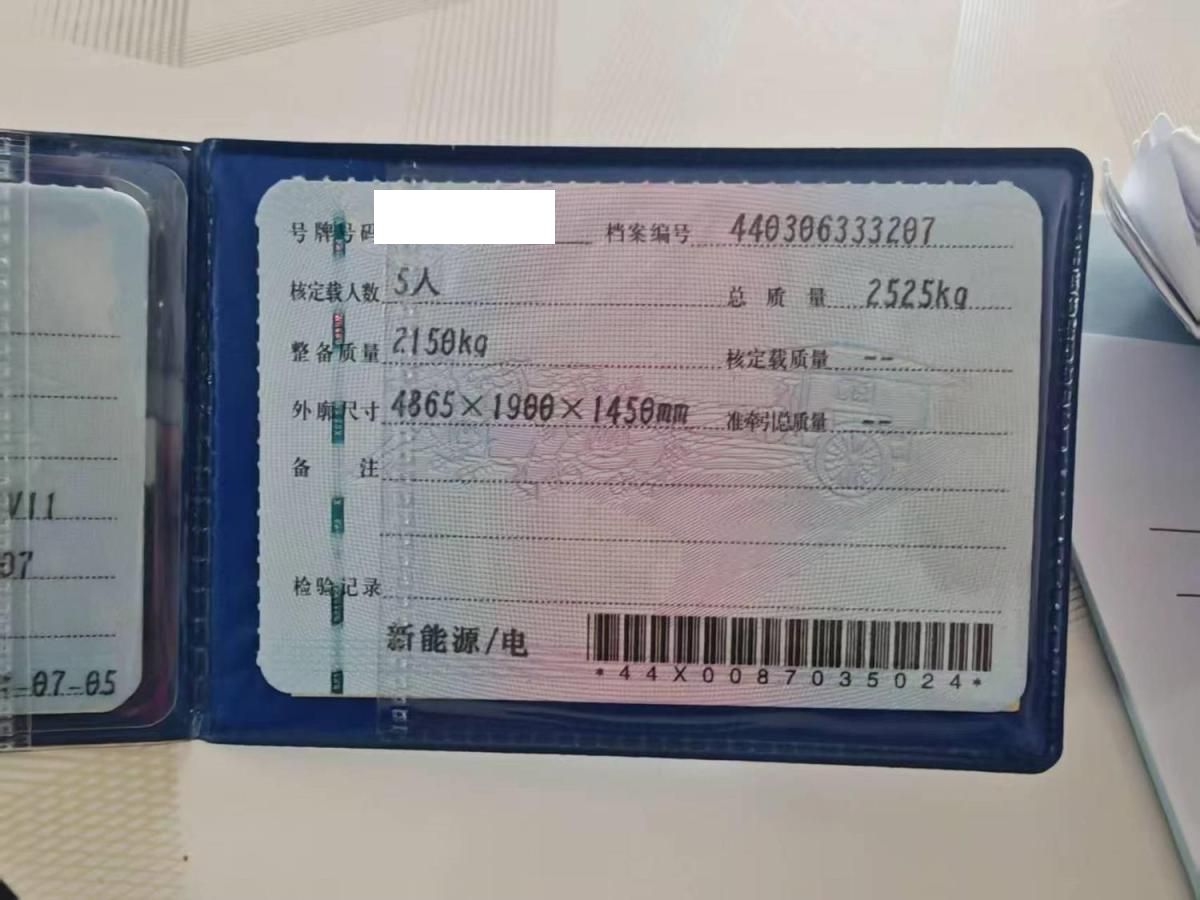 号牌号码 档案编号 440306333207
核定载人数 5人 总质量 2525kg
整备质量 2150kg 核定载质量 --
外廓尺寸 4865×1900×1450mm 准牵引总质量 --
备注
V11
07
检验记录
新能源/电
-07-05
*44X0087035024*